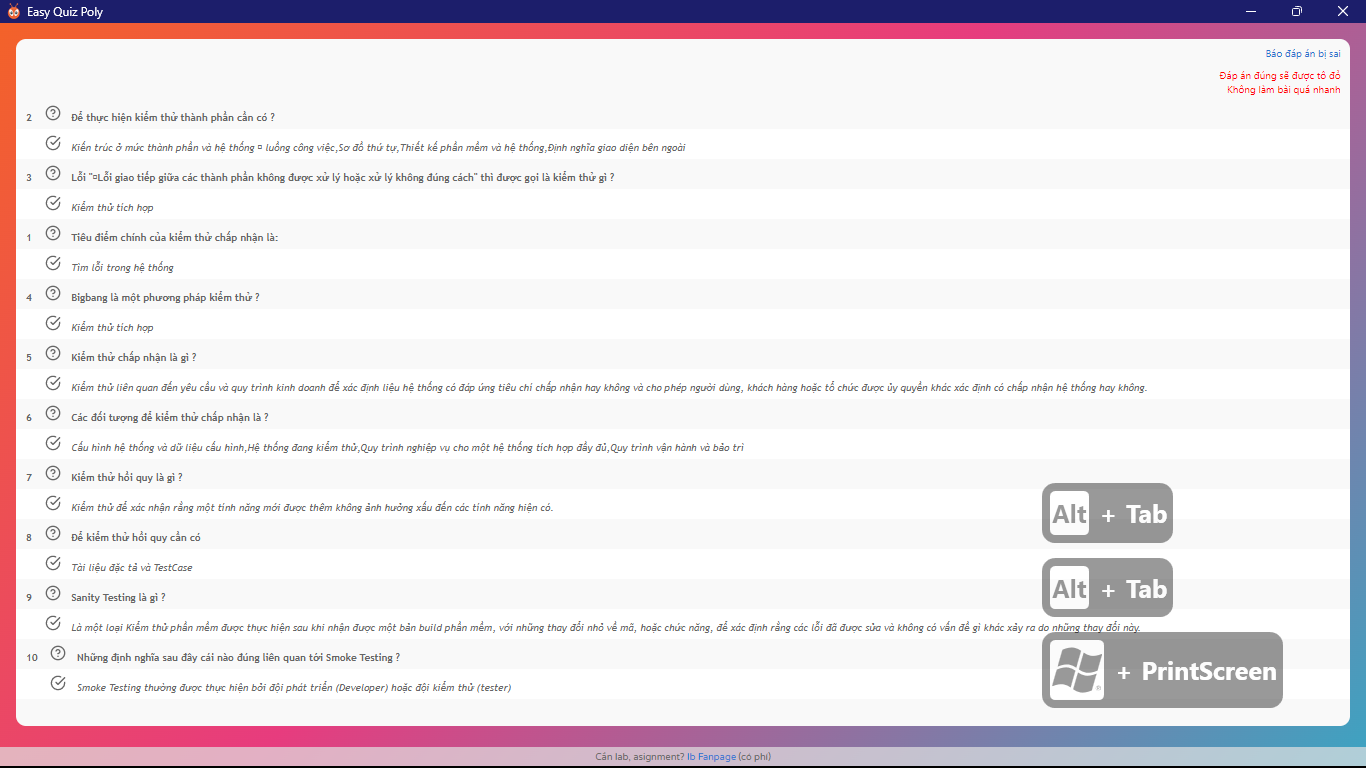 Easy Quiz Poly
Báo đáp án bị sai
Đáp án đúng sẽ được tô đỏ
Không làm bài quá nhanh
2 Để thực hiện kiểm thử thành phần cần có ?
Kiến trúc ở mức thành phần và hệ thống ¤ luồng công việc,Sơ đồ thứ tự,Thiết kế phần mềm và hệ thống,Định nghĩa giao diện bên ngoài
3 Lỗi "¤Lỗi giao tiếp giữa các thành phần không được xử lý hoặc xử lý không đúng cách" thì được gọi là kiểm thử gì ?
Kiểm thử tích hợp
1 Tiêu điểm chính của kiểm thử chấp nhận là:
Tìm lỗi trong hệ thống
4 Bigbang là một phương pháp kiểm thử ?
Kiểm thử tích hợp
5 Kiểm thử chấp nhận là gì ?
Kiểm thử liên quan đến yêu cầu và quy trình kinh doanh để xác định liệu hệ thống có đáp ứng tiêu chí chấp nhận hay không và cho phép người dùng, khách hàng hoặc tổ chức được ủy quyền khác xác định có chấp nhận hệ thống hay không.
6 Các đối tượng để kiểm thử chấp nhận là ?
Cấu hình hệ thống và dữ liệu cấu hình,Hệ thống đang kiểm thử,Quy trình nghiệp vụ cho một hệ thống tích hợp đầy đủ,Quy trình vận hành và bảo trì
7 Kiểm thử hồi quy là gì ?
Kiểm thử để xác nhận rằng một tính năng mới được thêm không ảnh hưởng xấu đến các tính năng hiện có.
8 Để kiểm thử hồi quy cần có
Tài liệu đặc tả và TestCase
9 Sanity Testing là gì ?
Là một loại Kiểm thử phần mềm được thực hiện sau khi nhận được một bản build phần mềm, với những thay đổi nhỏ về mã, hoặc chức năng, để xác định rằng các lỗi đã được sửa và không có vấn đề gì khác xảy ra do những thay đổi này.
10 Những định nghĩa sau đây cái nào đúng liên quan tới Smoke Testing ?
Smoke Testing thường được thực hiện bởi đội phát triển (Developer) hoặc đội kiểm thử (tester)
Alt + Tab
Alt + Tab
+ PrintScreen
Cần lab, asignment? Ib Fanpage (có phí)